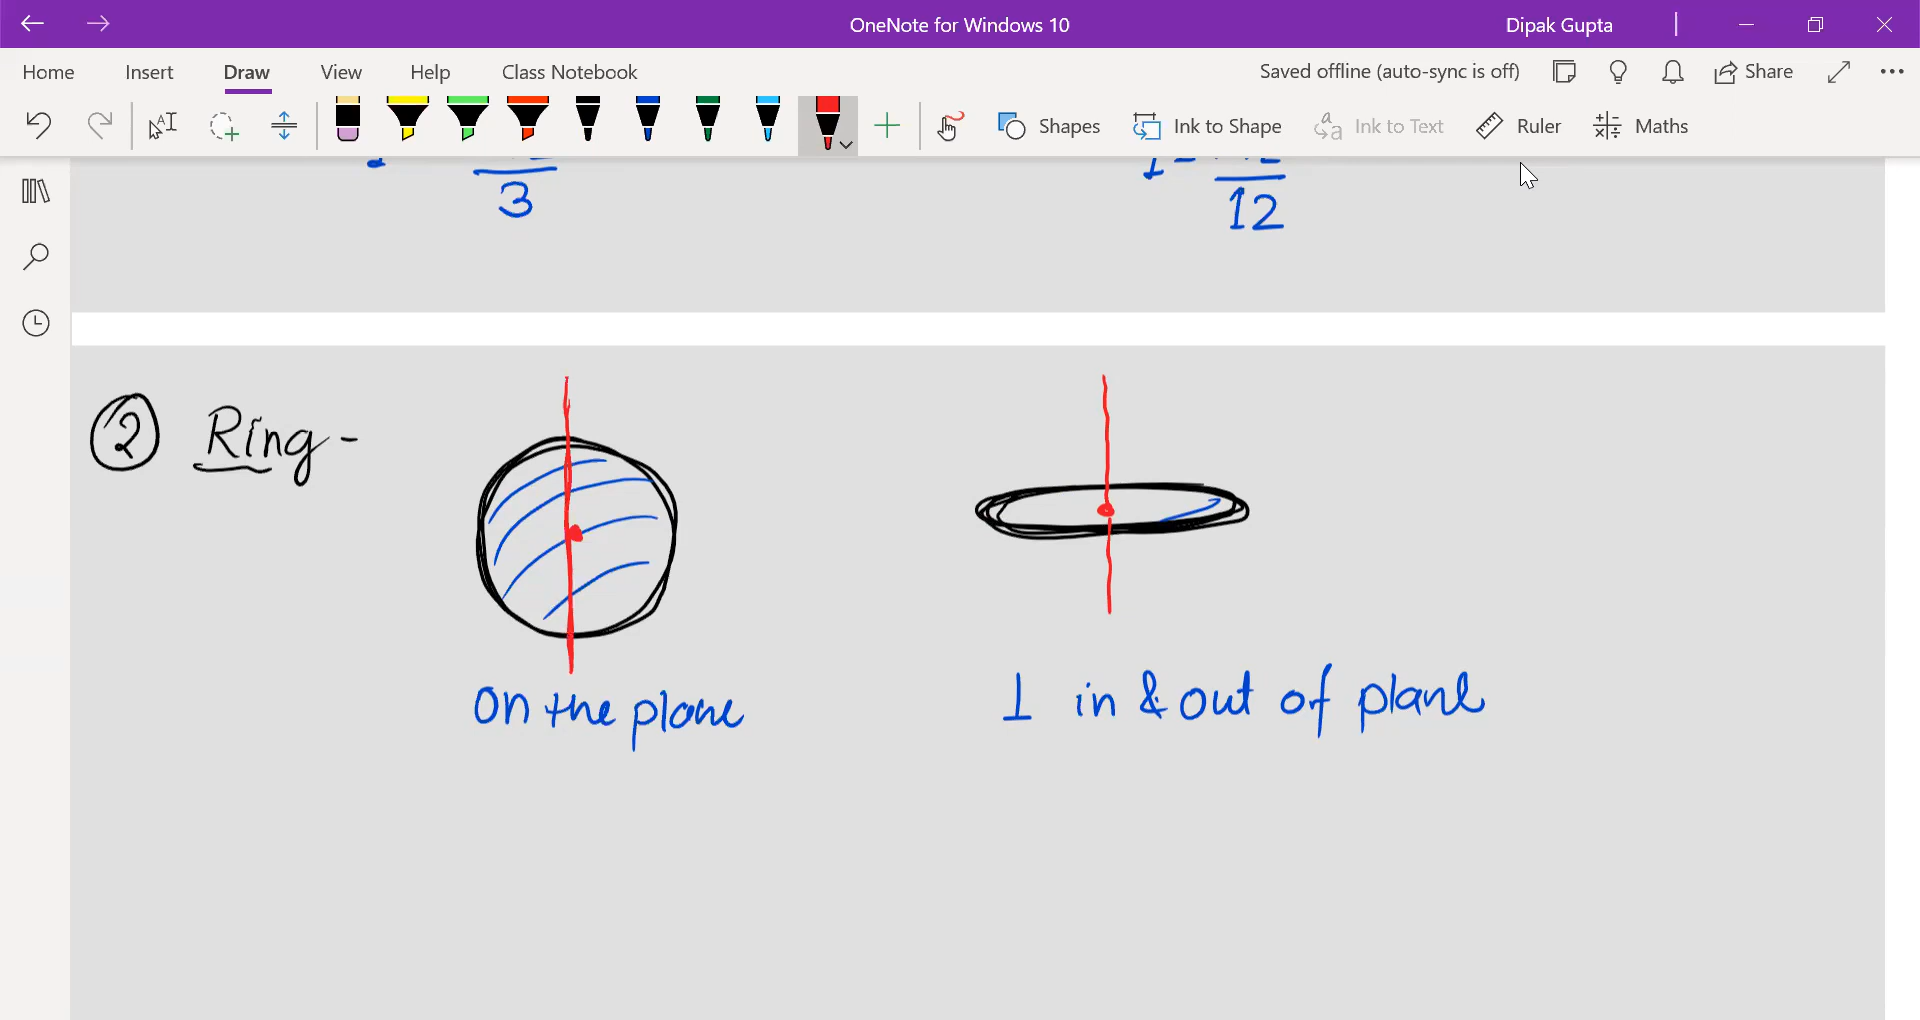 OneNote for Windows 10
Dipak Gupta
Home Insert Draw View Help Class Notebook
Saved offline (auto-sync is off) Share
Shapes Ink to Shape Ink to Text Ruler Maths
3
12
2 Ring -
on the plane
⊥ in & out of plane